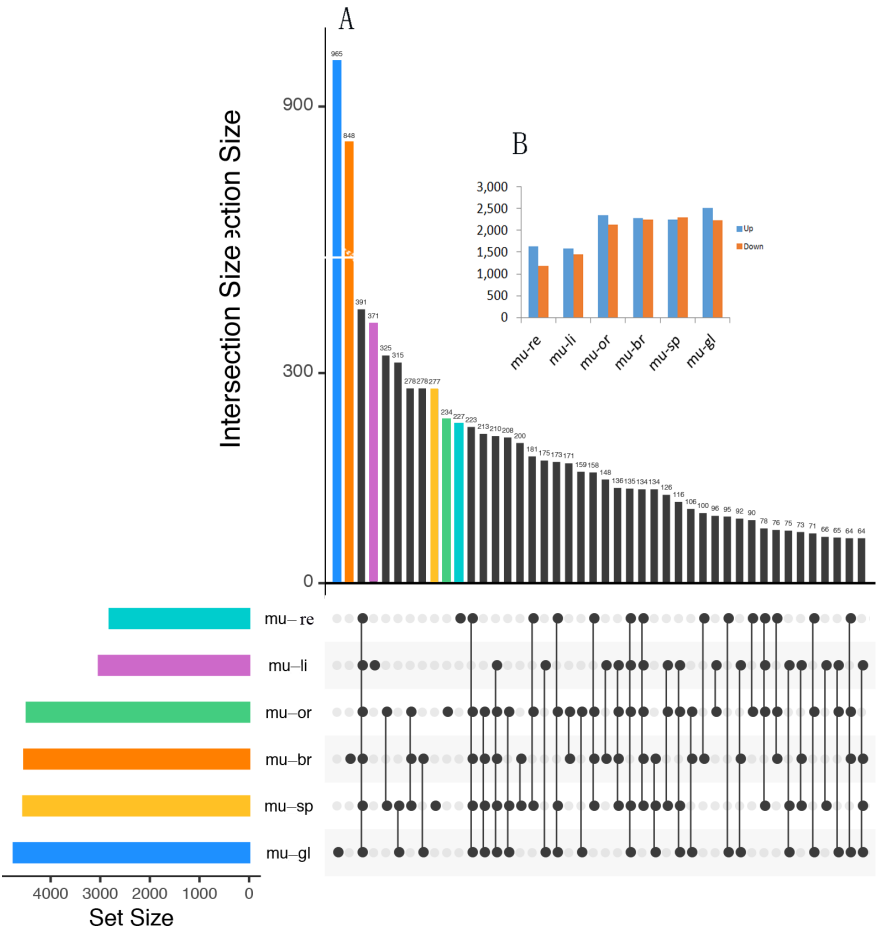 A
965
848
900
Intersection Size ection Size
B
3,000
2,500
2,000
1,500
1,000
500
0
Up
Down
mu-re mu-li mu-or mu-br mu-sp mu-gl
391
371
325
315
278 278 277
234
227
223
213 210 208
200
181
175 173 171
159 158
148
136 135 134 134
126
116
106
100
96 95
92
90
78
76 75 73 71
66 65 64 64
300
0
mu-re
mu-li
mu-or
mu-br
mu-sp
mu-gl
4000 3000 2000 1000 0
Set Size